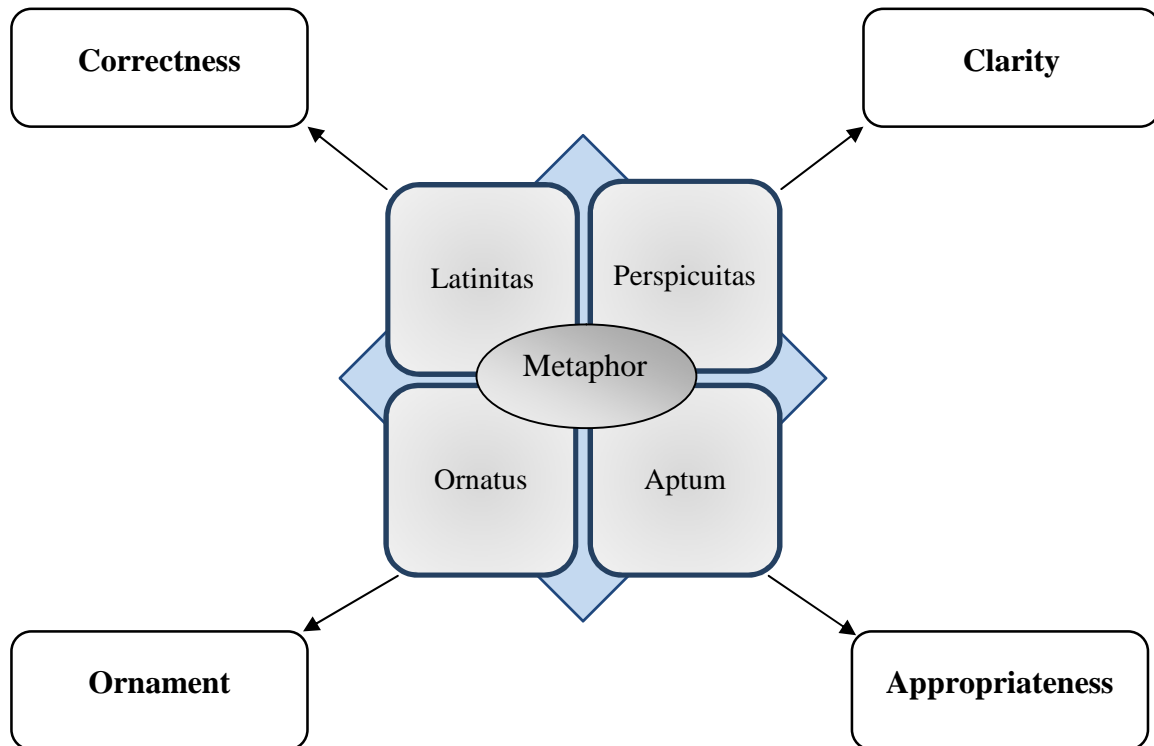 Correctness
Clarity
Latinitas
Perspicuitas
Metaphor
Ornatus
Aptum
Ornament
Appropriateness